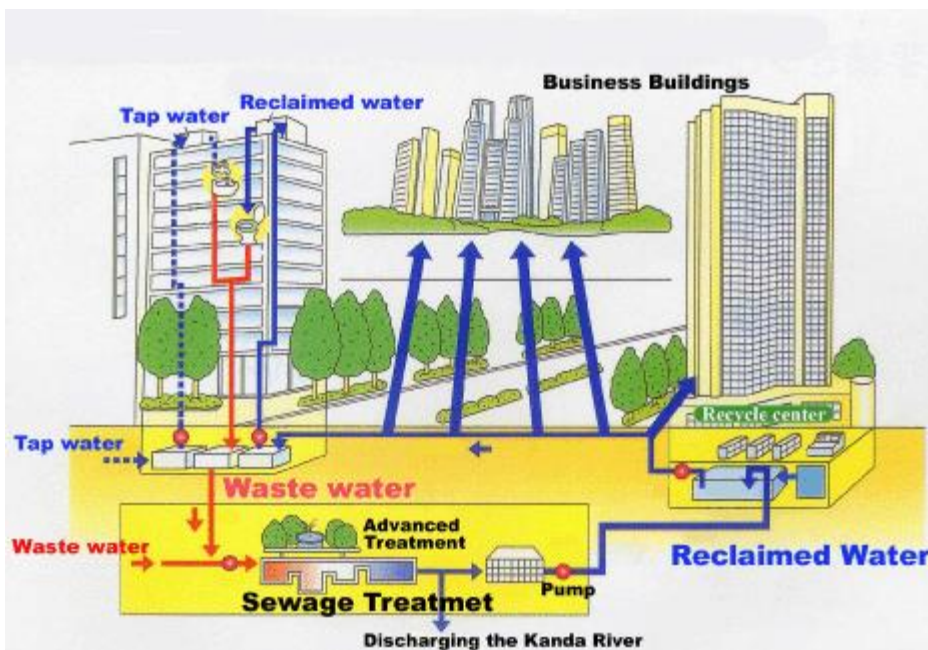 Business Buildings
Reclaimed water
Tap water
Recycle center
Tap water
Waste water
Waste water
Advanced
Treatment
Reclaimed Water
Pump
Sewage Treatmet
Discharging the Kanda River